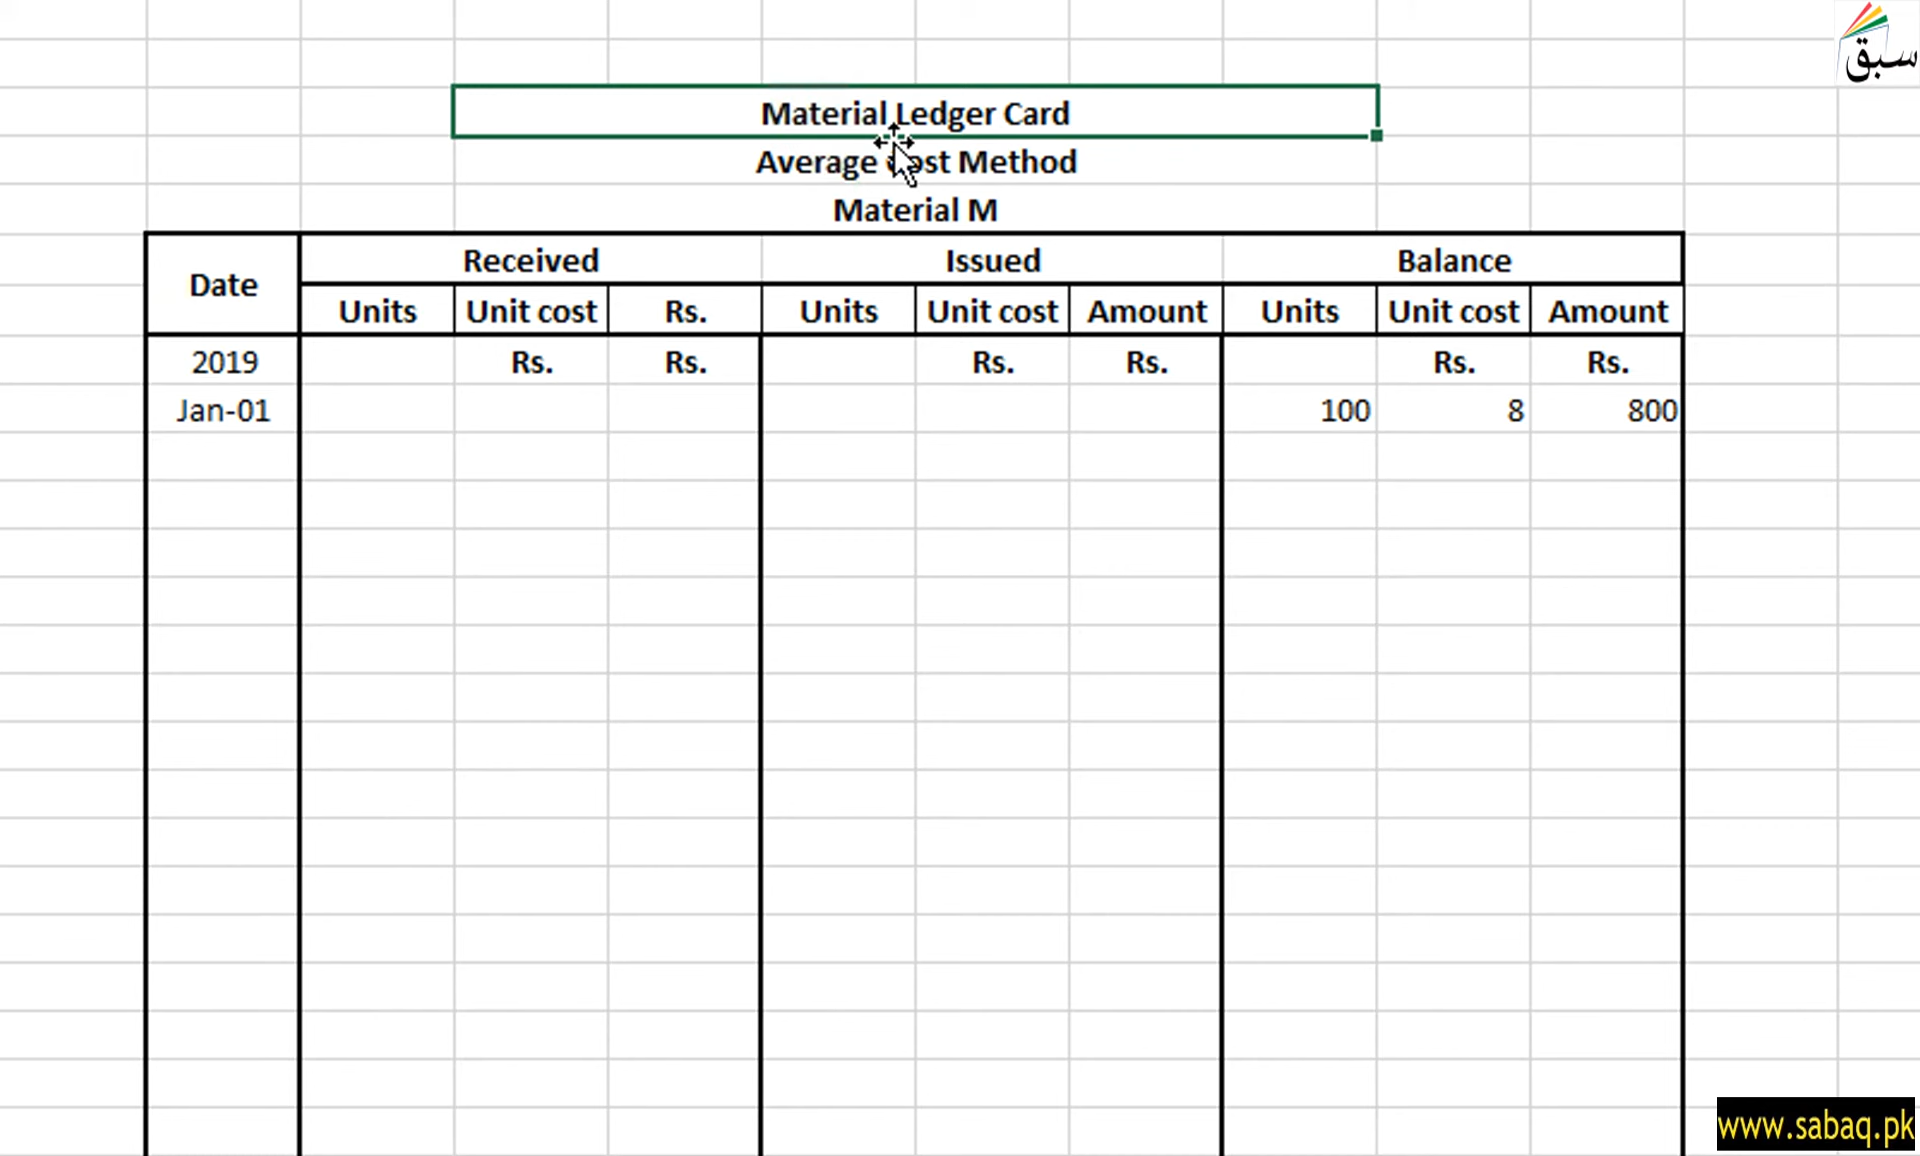 سبق
Material Ledger Card
Average Cost Method
Material M
Date Received Issued Balance
Units Unit cost Rs. Units Unit cost Amount Units Unit cost Amount
2019 Rs. Rs. Rs. Rs. Rs. Rs.
Jan-01 100 8 800
www.sabaq.pk